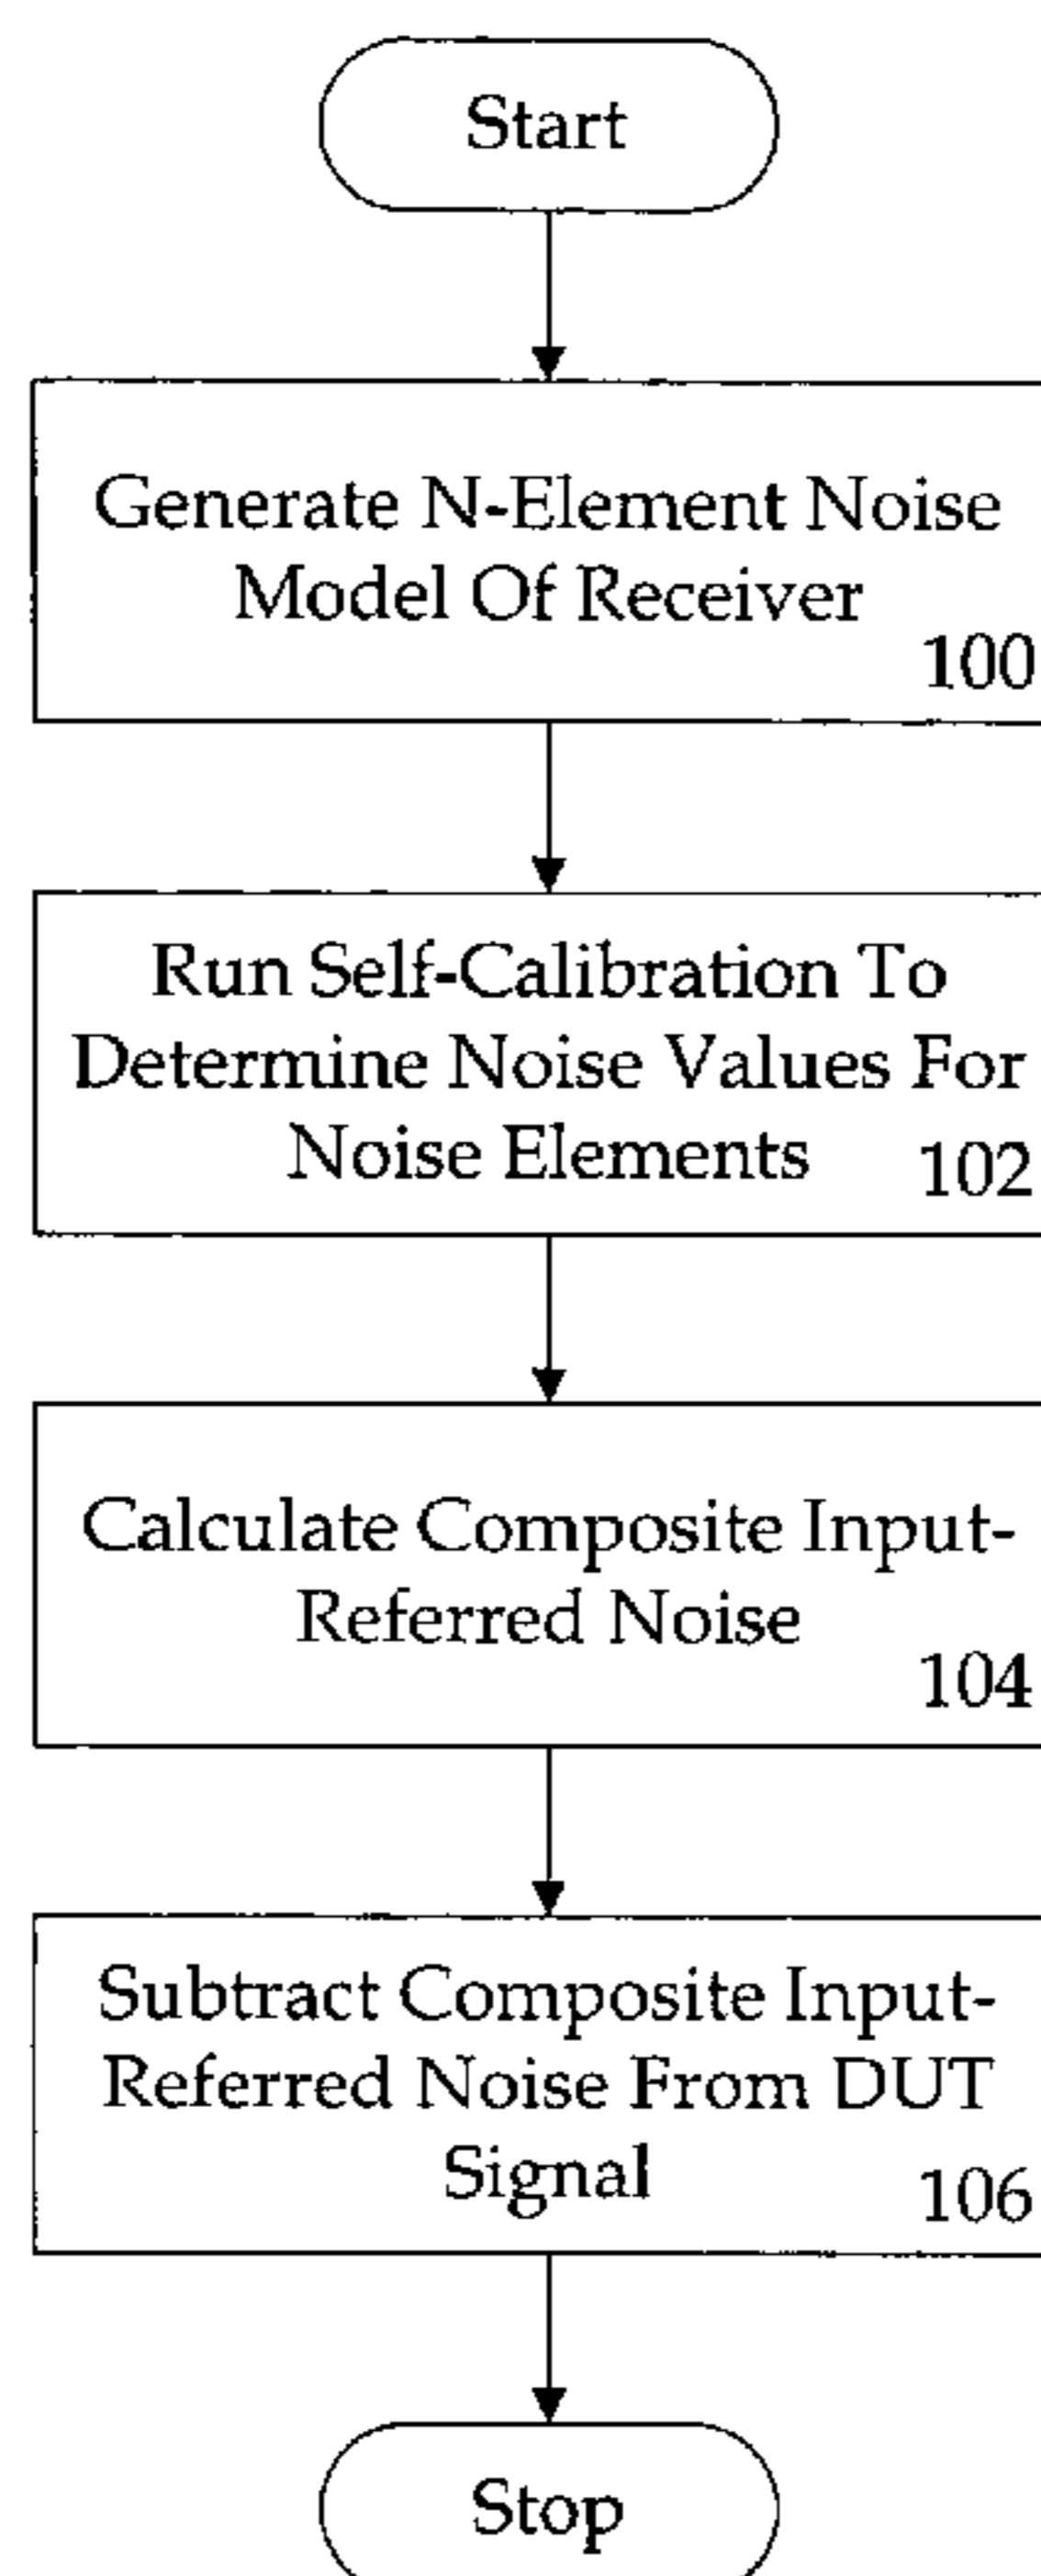 Start
Generate N-Element Noise
Model Of Receiver
100
Run Self-Calibration To
Determine Noise Values For
Noise Elements 102
Calculate Composite Input-
Referred Noise
104
Subtract Composite Input-
Referred Noise From DUT
Signal 106
Stop